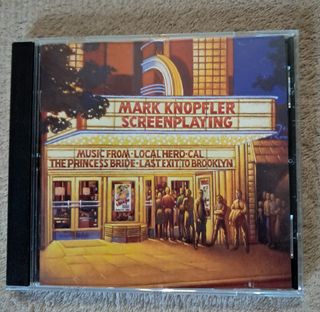 MARK KNOPFLER
SCREENPLAYING
MUSIC FROM·LOCAL HERO·CAL
THE PRINCESS BRIDE·LAST EXIT TO BROOKLYN